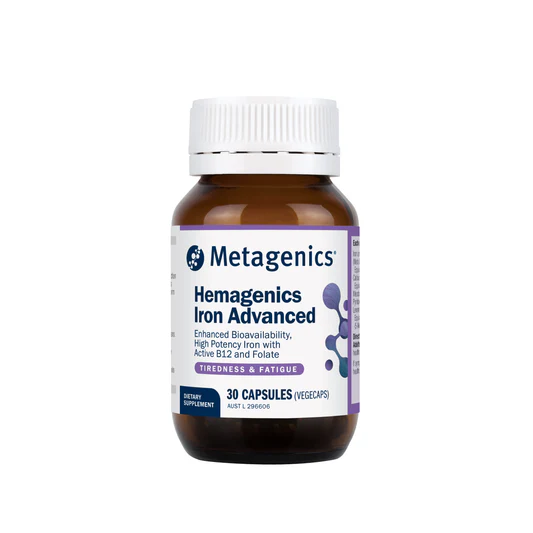 Metagenics®
Hemagenics
Iron Advanced
Enhanced Bioavailability,
High Potency Iron with
Active B12 and Folate
TIREDNESS & FATIGUE
DIETARY
SUPPLEMENT
30 CAPSULES (VEGECAPS)
AUST L 296606